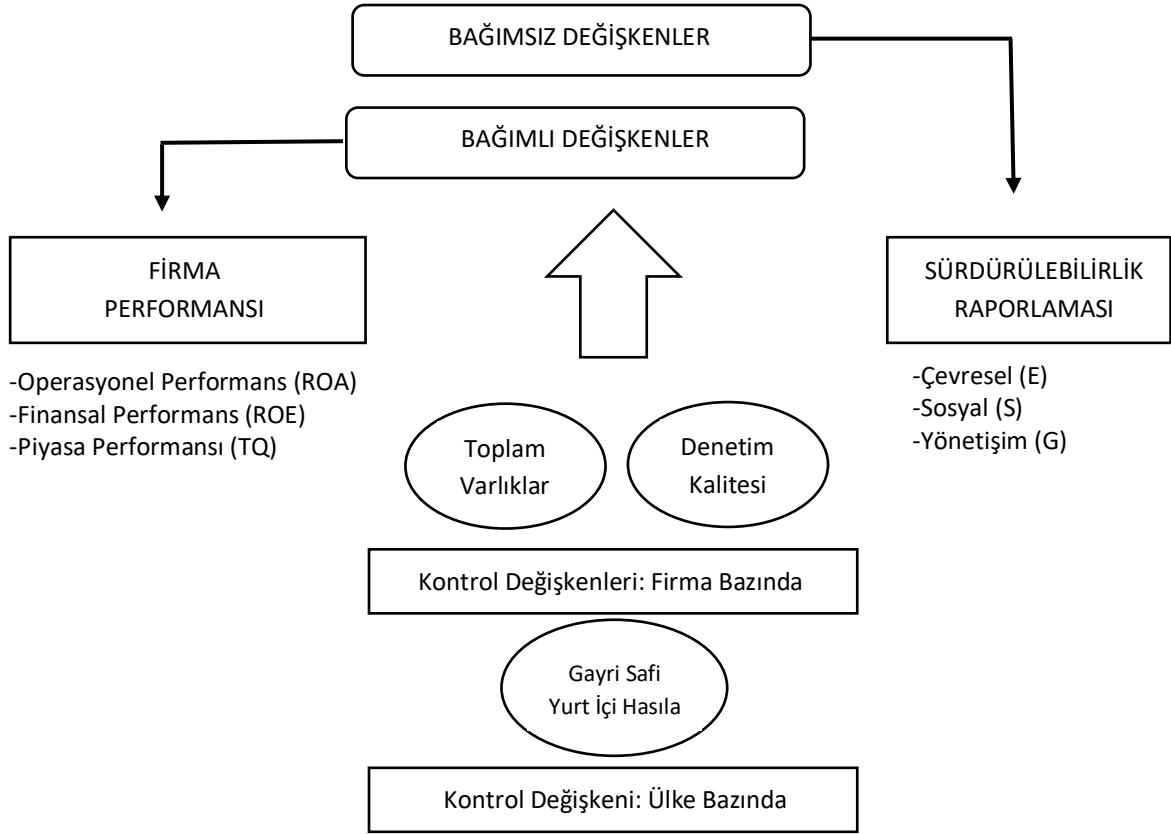 BAĞIMSIZ DEĞİŞKENLER
BAĞIMLI DEĞİŞKENLER
FİRMA
PERFORMANSI
-Operasyonel Performans (ROA)
-Finansal Performans (ROE)
-Piyasa Performansı (TQ)
SÜRDÜRÜLEBİLİRLİK
RAPORLAMASI
-Çevresel (E)
-Sosyal (S)
-Yönetişim (G)
Toplam
Varlıklar
Denetim
Kalitesi
Kontrol Değişkenleri: Firma Bazında
Gayri Safi
Yurt İçi Hasıla
Kontrol Değişkeni: Ülke Bazında